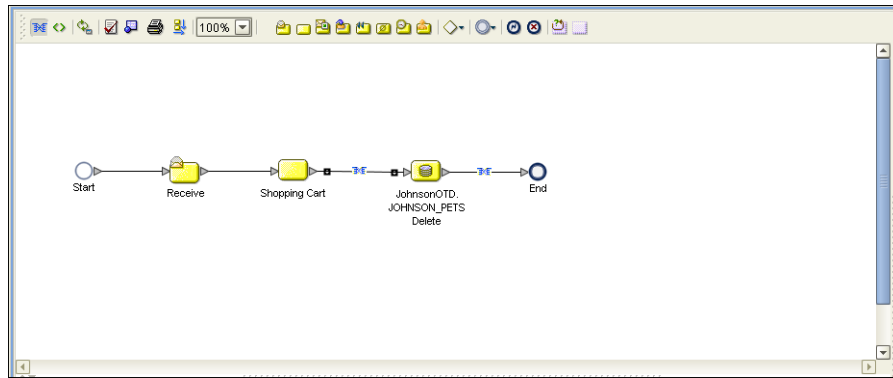 100%
Start
Receive
Shopping Cart
JohnsonOTD.
JOHNSON_PETS
Delete
End